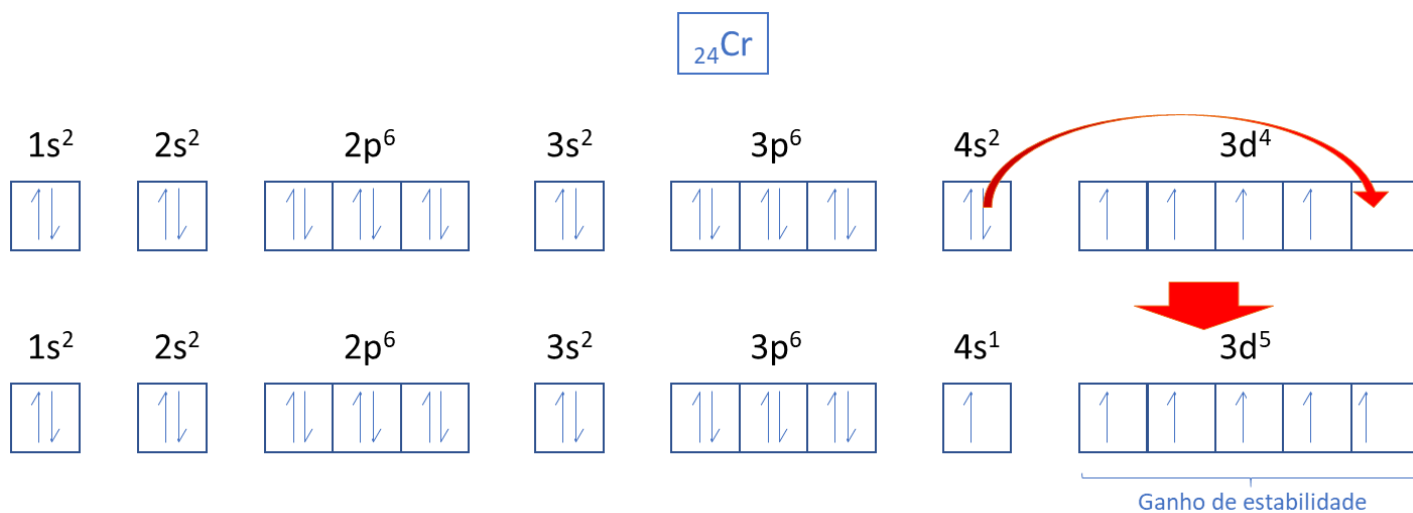 ₂₄Cr
1s² 2s² 2p⁶ 3s² 3p⁶ 4s² 3d⁴
1s² 2s² 2p⁶ 3s² 3p⁶ 4s¹ 3d⁵
Ganho de estabilidade